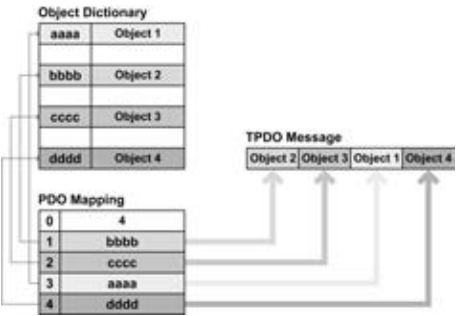 Object Dictionary
aaaa Object 1
bbbb Object 2
cccc Object 3
dddd Object 4
TPDO Message
Object 2 Object 3 Object 1 Object 4
PDO Mapping
0 4
1 bbbb
2 cccc
3 aaaa
4 dddd